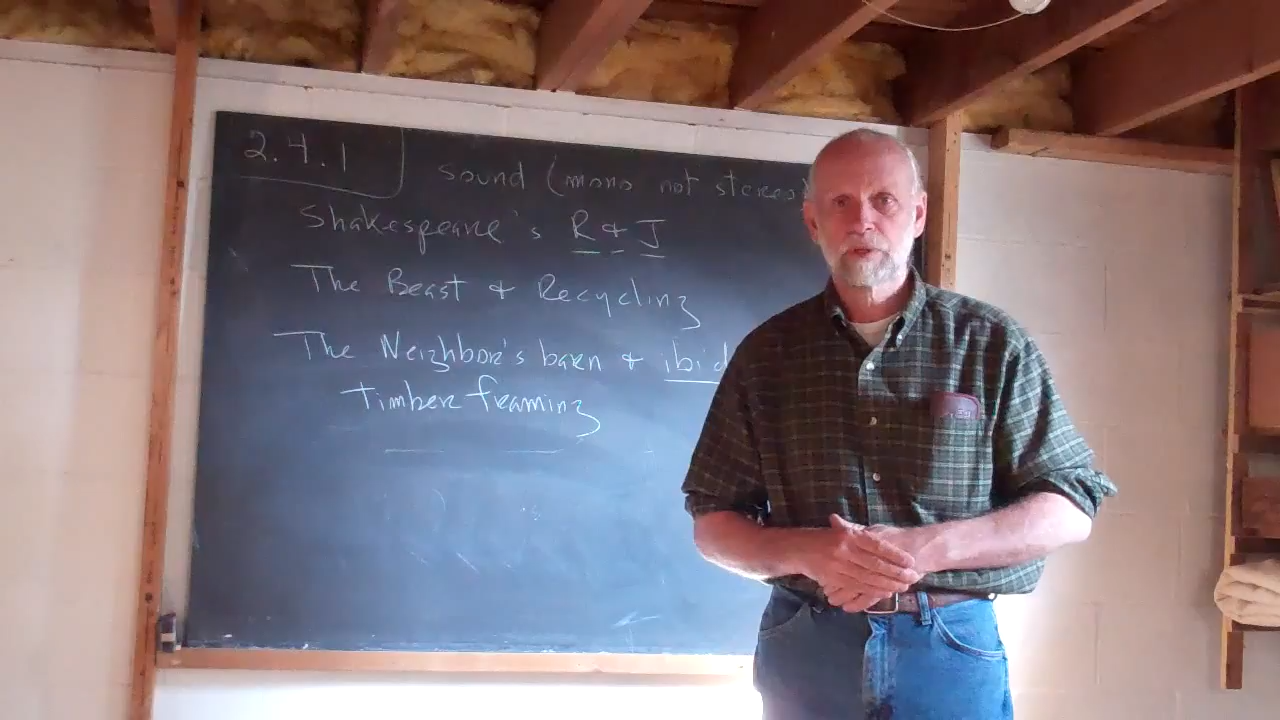 2.4.1
sound (mono not stereo)
Shakespeare's R & J
The Beast & Recycling
The Neighbor's barn & ibid
timber framing